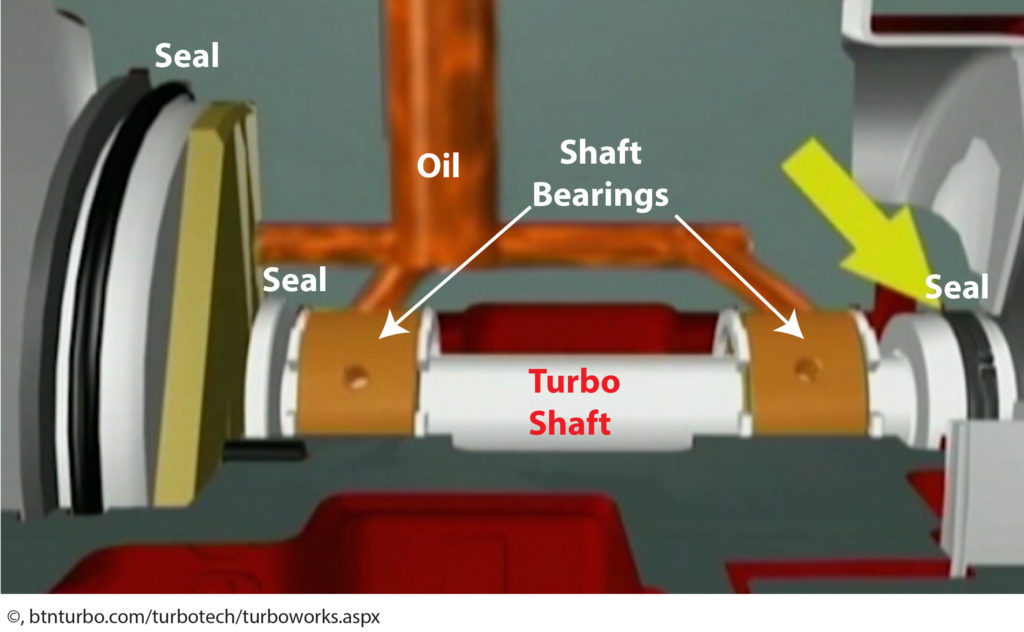 Seal
Oil
Shaft
Bearings
Seal
Seal
Turbo
Shaft
©, btnturbo.com/turbotech/turboworks.aspx